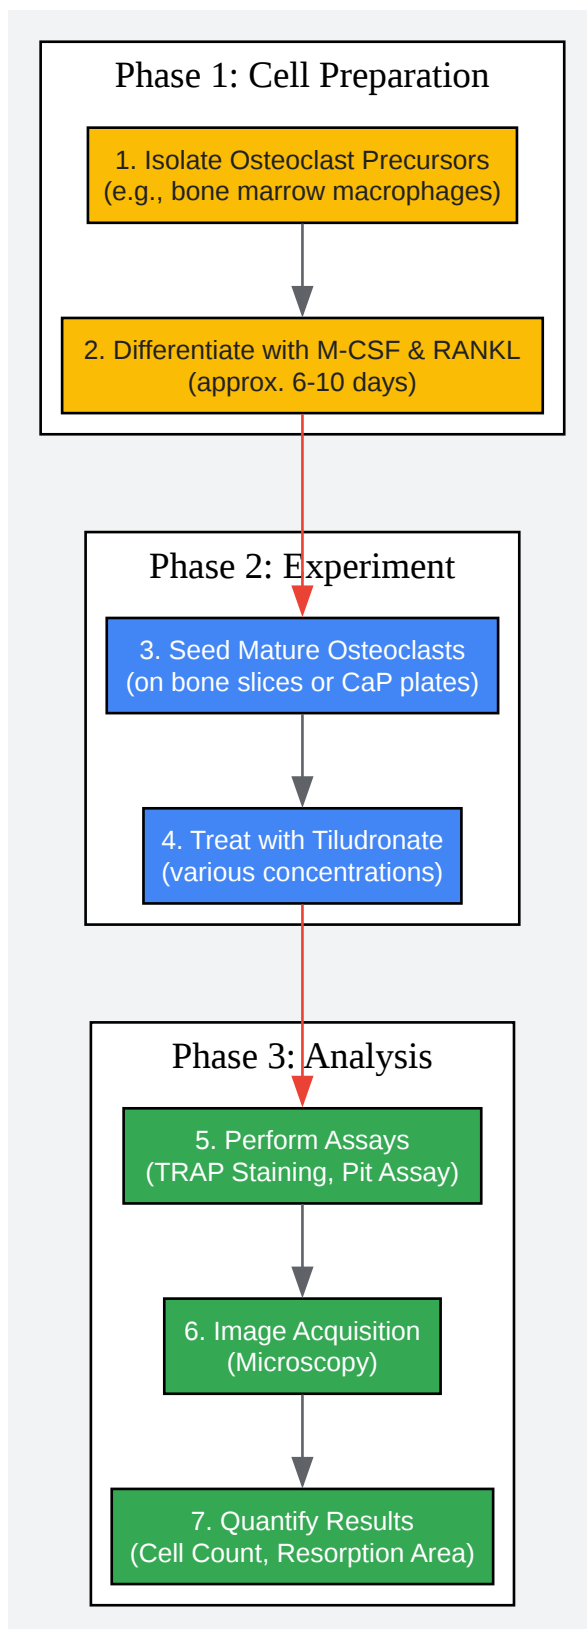 Phase 1: Cell Preparation
1. Isolate Osteoclast Precursors
(e.g., bone marrow macrophages)
2. Differentiate with M-CSF & RANKL
(approx. 6-10 days)
Phase 2: Experiment
3. Seed Mature Osteoclasts
(on bone slices or CaP plates)
4. Treat with Tiludronate
(various concentrations)
Phase 3: Analysis
5. Perform Assays
(TRAP Staining, Pit Assay)
6. Image Acquisition
(Microscopy)
7. Quantify Results
(Cell Count, Resorption Area)